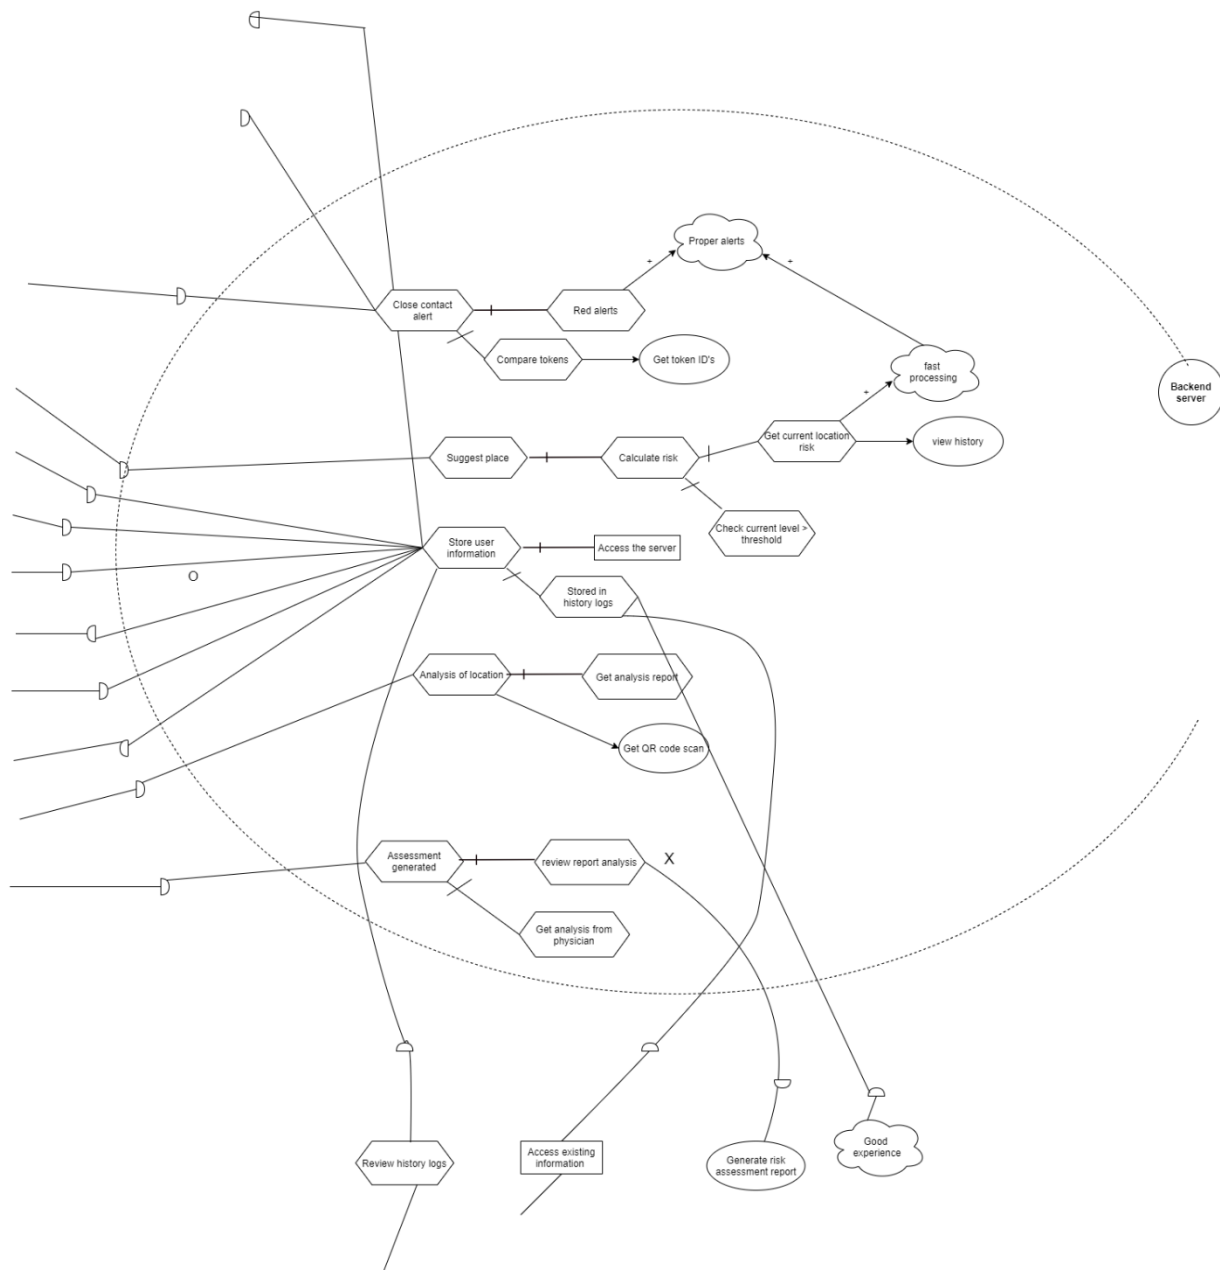 Proper alerts
+
+
Close contact
alert
Red alerts
Compare tokens
Get token ID's
fast
processing
Backend
server
+
Get current location
risk
view history
Suggest place
Calculate risk
Check current level >
threshold
Store user
information
Access the server
O
Stored in
history logs
Analysis of location
Get analysis report
Get QR code scan
Assessment
generated
review report analysis
X
Get analysis from
physician
Review history logs
Access existing
information
Generate risk
assessment report
Good
experience